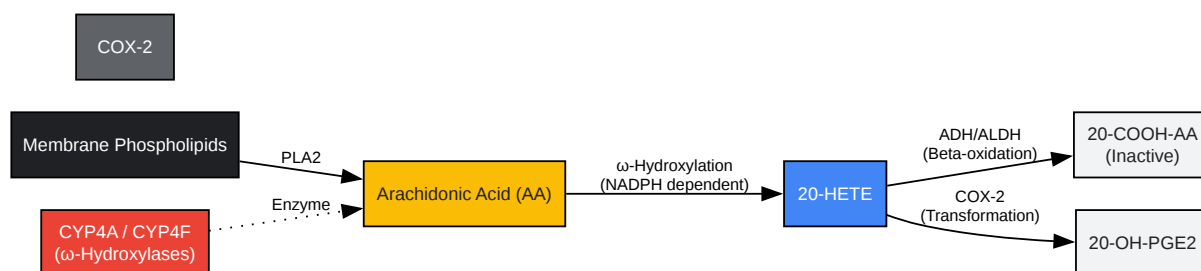 COX-2
Membrane Phospholipids
CYP4A / CYP4F
(ω-Hydroxylases)
PLA2
Enzyme
Arachidonic Acid (AA)
ω-Hydroxylation
(NADPH dependent)
20-HETE
ADH/ALDH
(Beta-oxidation)
COX-2
(Transformation)
20-COOH-AA
(Inactive)
20-OH-PGE2